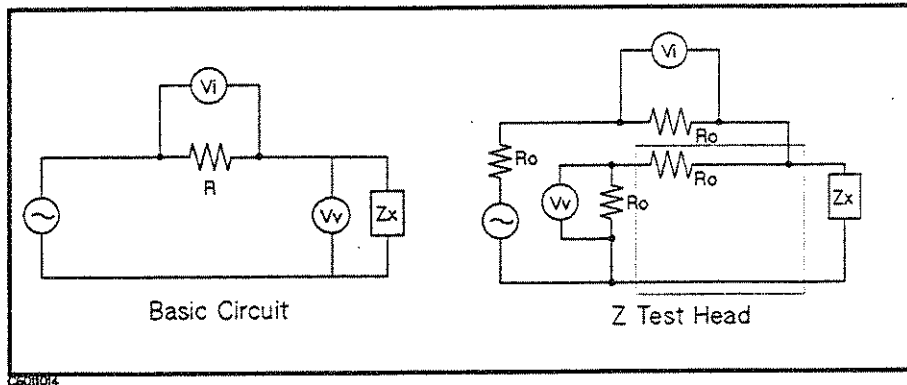 Vi
R
Vv
Zx
Basic Circuit
Vi
Ro
Ro
Ro
Vv
Ro
Zx
Z Test Head
C6011014